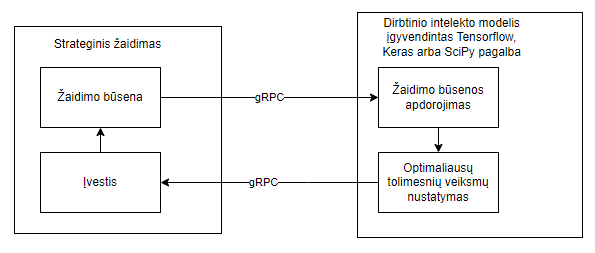 Strateginis žaidimas
Žaidimo būsena
Įvestis
gRPC
gRPC
Dirbtinio intelekto modelis
įgyvendintas Tensorflow,
Keras arba SciPy pagalba
Žaidimo būsenos
apdorojimas
Optimaliausų
tolimesnių veiksmų
nustatymas